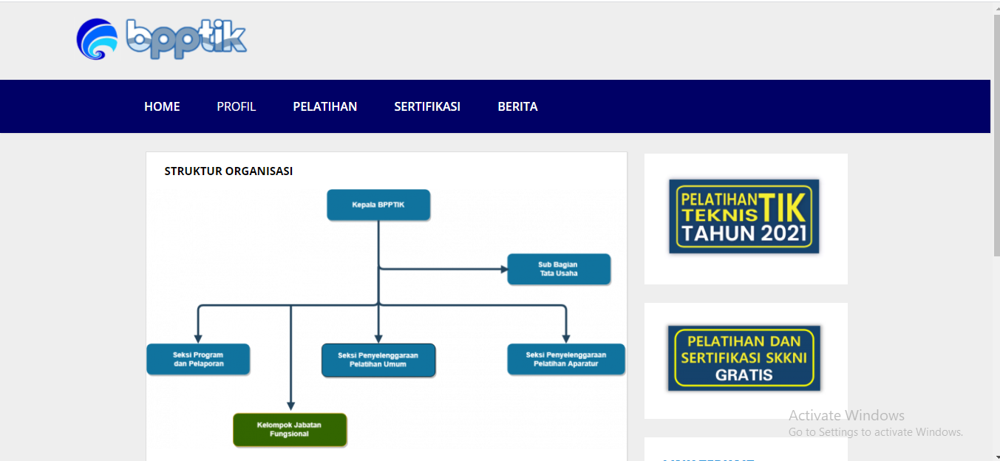 bpptik
HOME PROFIL PELATIHAN SERTIFIKASI BERITA
STRUKTUR ORGANISASI
Kepala BPPTIK
Sub Bagian
Tata Usaha
Seksi Program
dan Pelaporan
Seksi Penyelenggaraan
Pelatihan Umum
Seksi Penyelenggaraan
Pelatihan Aparatur
Kelompok Jabatan
Fungsional
PELATIHAN
TEKNIS TIK
TAHUN 2021
PELATIHAN DAN
SERTIFIKASI SKKNI
GRATIS
Activate Windows
Go to Settings to activate Windows.